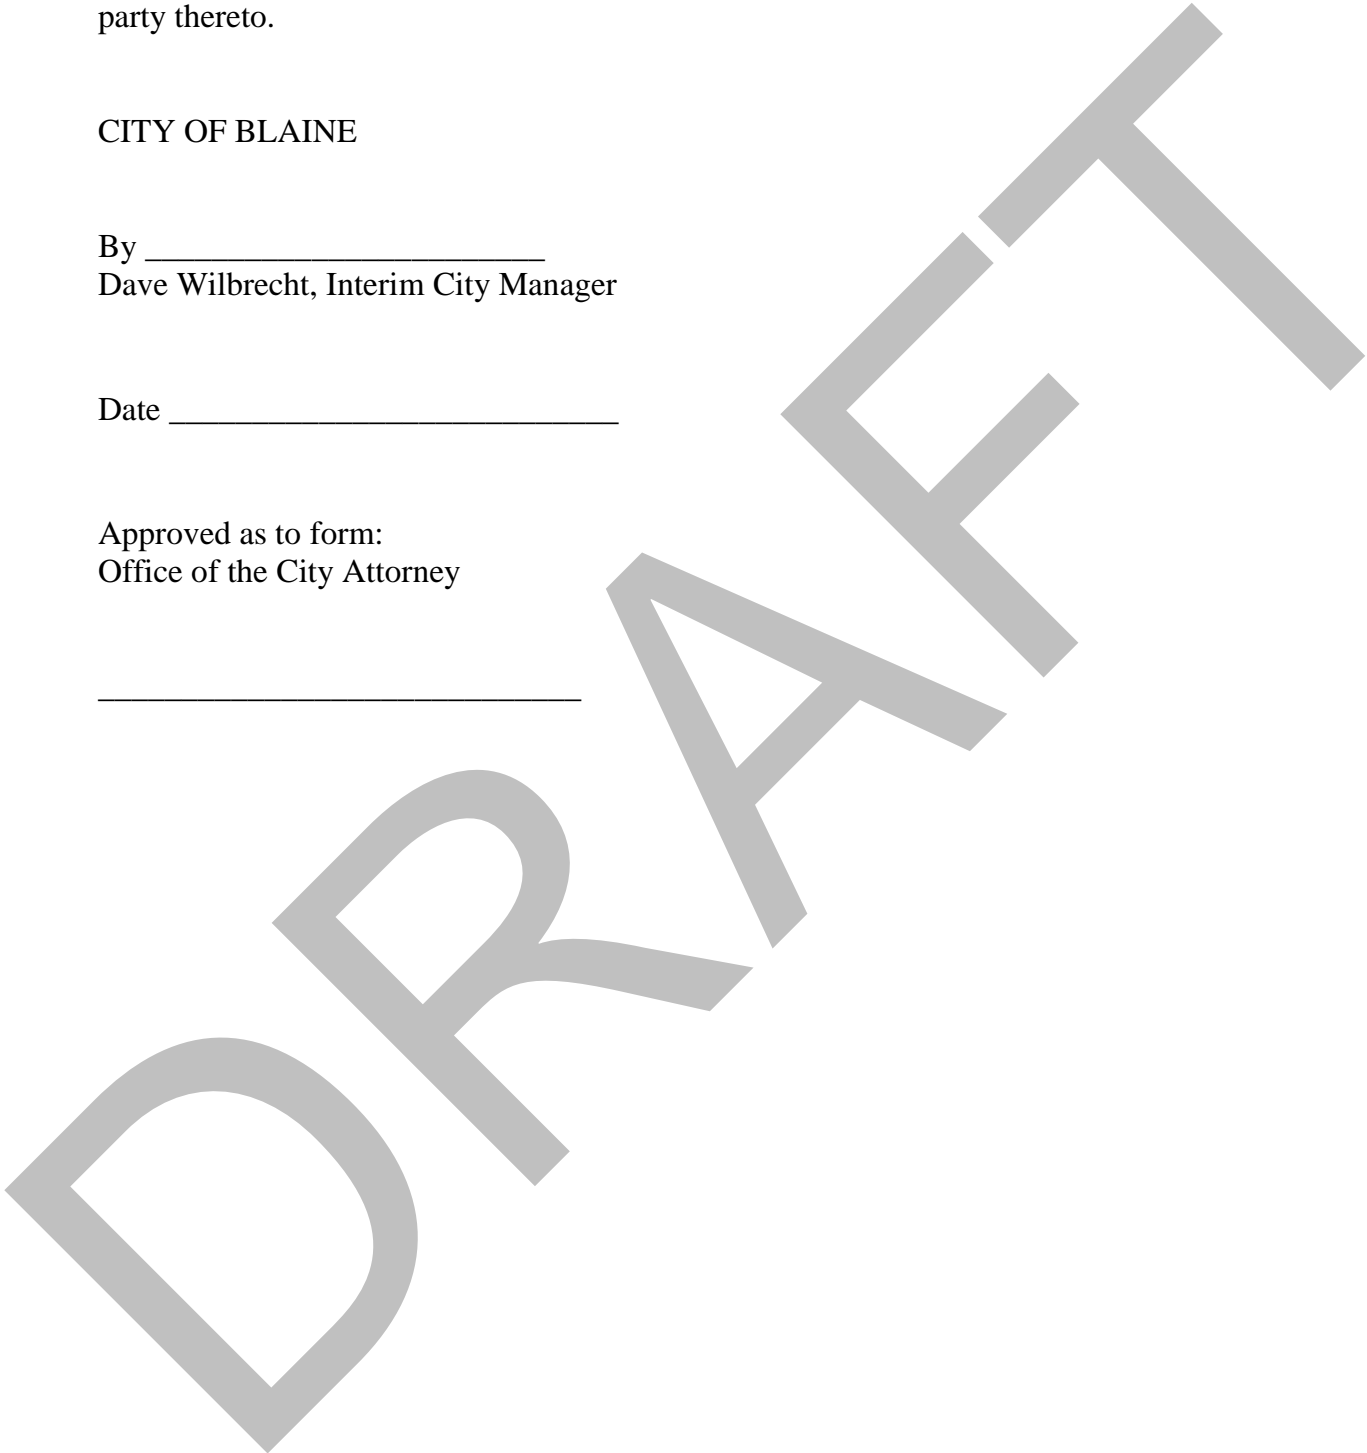 party thereto.
CITY OF BLAINE
By ________________________
Dave Wilbrecht, Interim City Manager
Date ___________________________
Approved as to form:
Office of the City Attorney
_____________________________
DRAFT